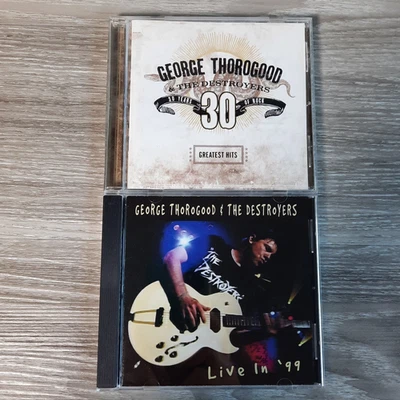 GEORGE THOROGOOD
& THE DESTROYERS
30 YEARS OF ROCK
30
GREATEST HITS
GEORGE THOROGOOD & THE DESTROYERS
THE
DESTROYERS
Live In '99